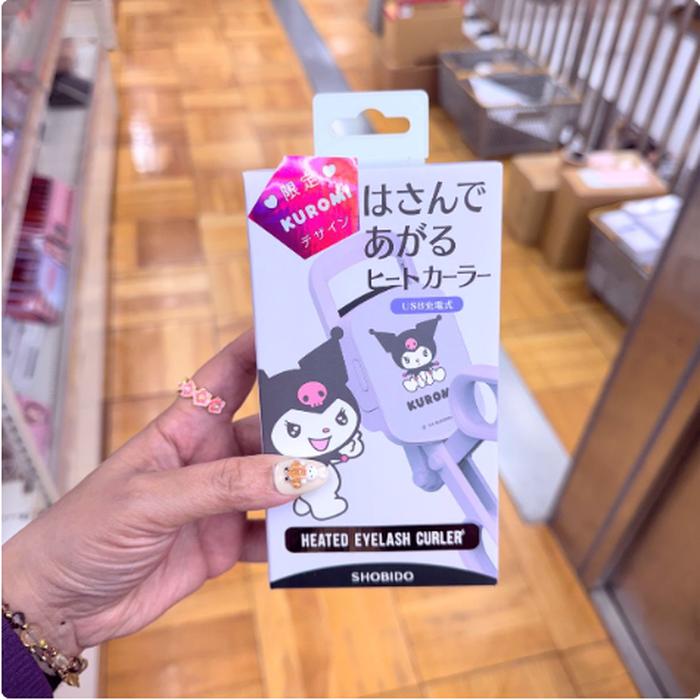 限定
KUROMI
デザイン
はさんで
あがる
ヒートカーラー
USB充電式
KUROMI
HEATED EYELASH CURLER
SHOBIDO